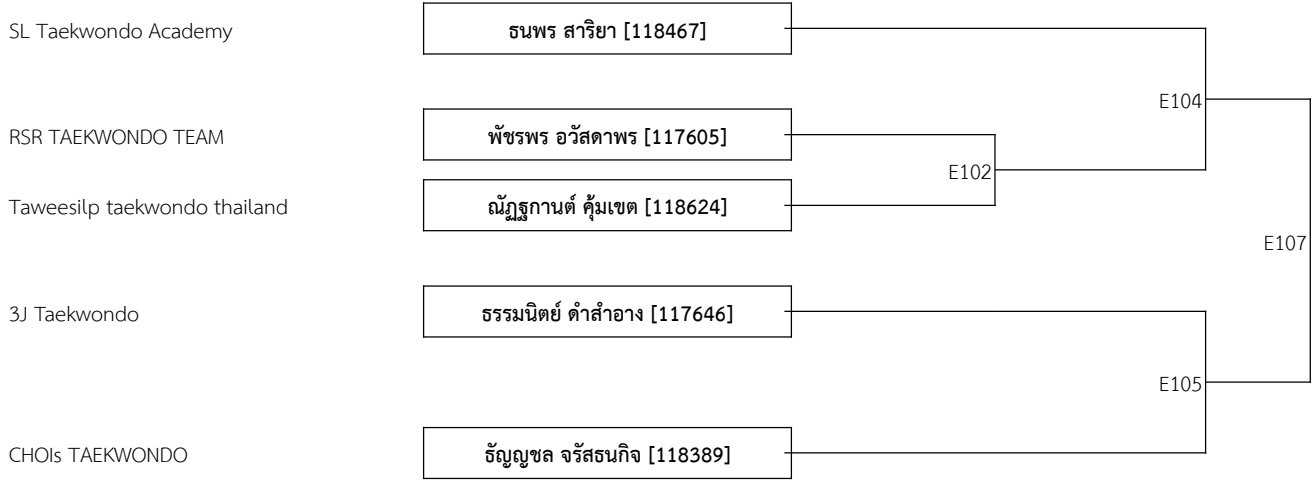 SL Taekwondo Academy ธนพร สาริยา [118467]
E104
RSR TAEKWONDO TEAM พัชรพร อวัสดาพร [117605]
E102
Taweesilp taekwondo thailand ณัฏฐกานต์ คุ้มเขต [118624]
E107
3J Taekwondo ธรรมนิตย์ ดำสำอาง [117646]
E105
CHOIs TAEKWONDO ธัญญชล จรัสธนกิจ [118389]